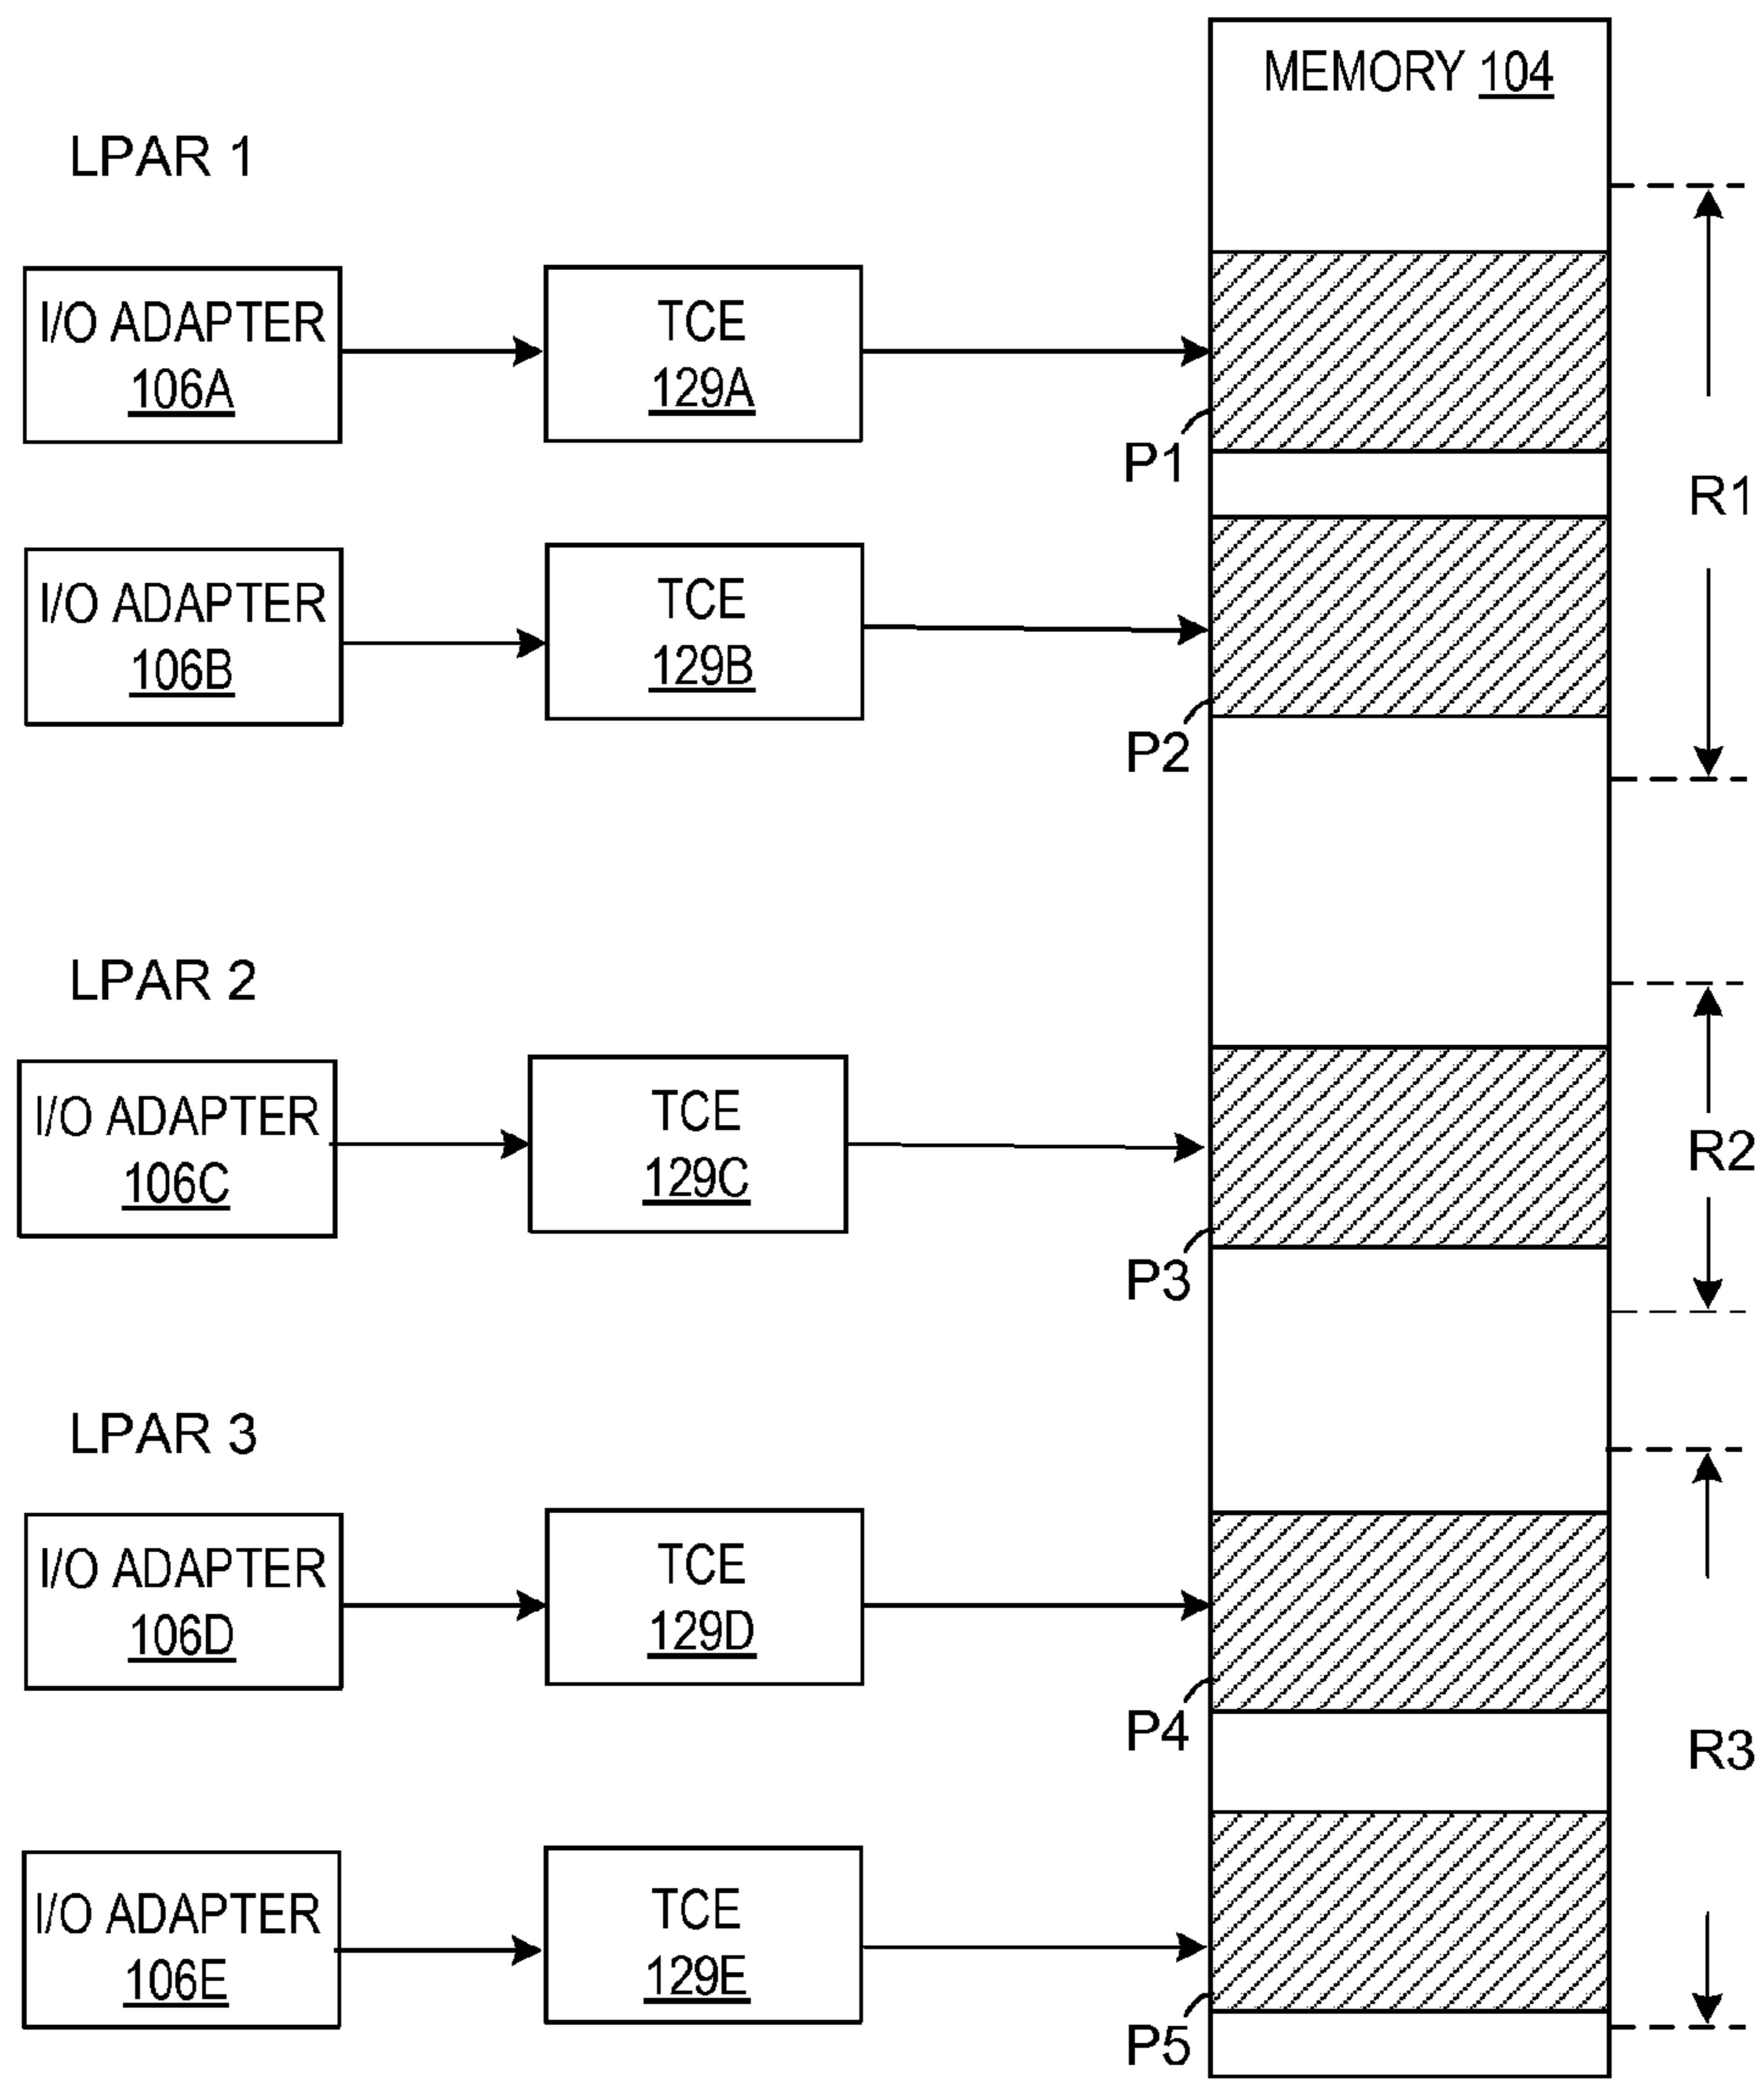 MEMORY 104
LPAR 1
I/O ADAPTER
106A
TCE
129A
P1
R1
I/O ADAPTER
106B
TCE
129B
P2
LPAR 2
I/O ADAPTER
106C
TCE
129C
R2
P3
LPAR 3
I/O ADAPTER
106D
TCE
129D
P4
R3
I/O ADAPTER
106E
TCE
129E
P5